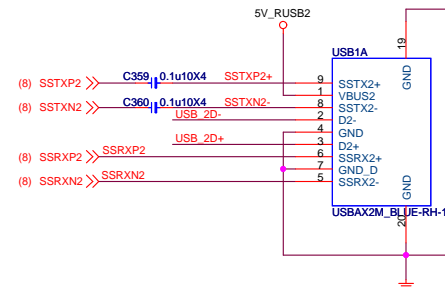 5V_RUSB2
USB1A
19
GND
(8) SSTXP2 C359 0.1u10X4 SSTXP2+ 9 SSTX2+
1 VBUS2
(8) SSTXN2 C360 0.1u10X4 SSTXN2- 8 SSTX2-
USB_2D- 2 D2-
4 GND
USB_2D+ 3 D2+
(8) SSRXP2 SSRXP2 6 SSRX2+
7 GND_D
(8) SSRXN2 SSRXN2 5 SSRX2-
GND
USBAX2M_BLUE-RH-1
20